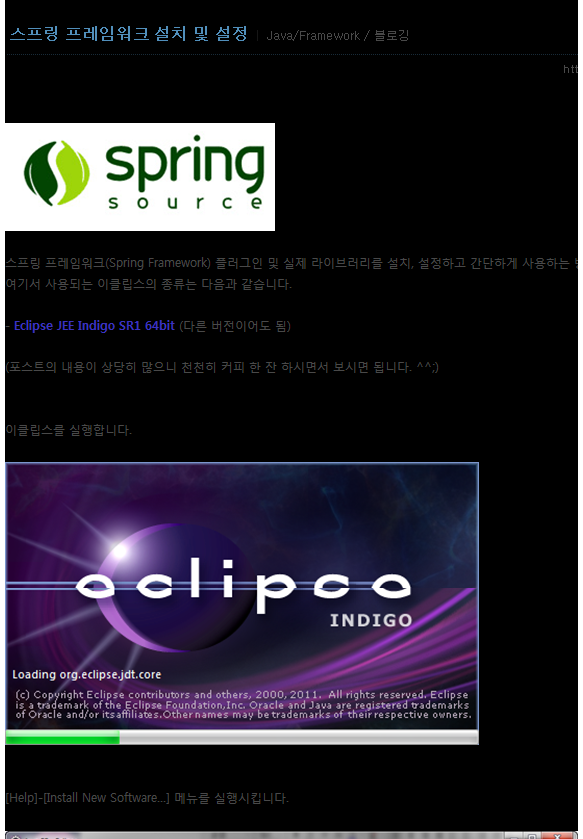 스프링 프레임워크 설치 및 설정 | Java/Framework / 블로깅
spring
source
스프링 프레임워크(Spring Framework) 플러그인 및 실제 라이브러리를 설치, 설정하고 간단하게 사용하는
여기서 사용되는 이클립스의 종류는 다음과 같습니다.
- Eclipse JEE Indigo SR1 64bit (다른 버전이어도 됨)
(포스트의 내용이 상당히 많으니 천천히 커피 한 잔 하시면서 보시면 됩니다. ^^;)
이클립스를 실행합니다.
eclipse
INDIGO
Loading org.eclipse.jdt.core
(c) Copyright Eclipse contributors and others, 2000, 2011. All rights reserved. Eclipse
is a trademark of the Eclipse Foundation,Inc. Oracle and Java are registered trademarks
of Oracle and/or itsaffiliates.Other names may be trademarks of their respective owners.
[Help]-[Install New Software...] 메뉴를 실행시킵니다.